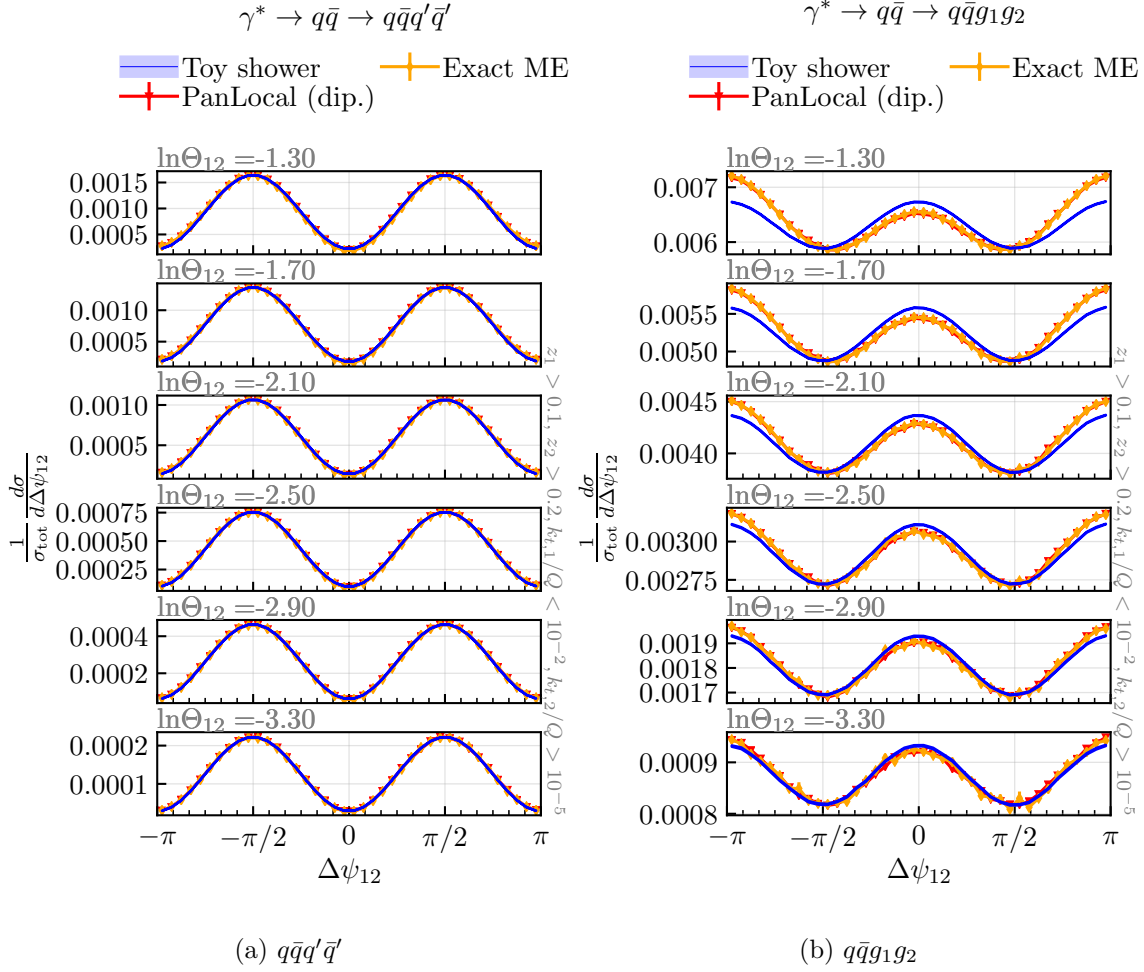 γ* → qq̄ → qq̄q′q̄′
Toy shower
Exact ME
PanLocal (dip.)
lnΘ₁₂ =-1.30
0.0015
0.0010
0.0005
lnΘ₁₂ =-1.70
0.0010
0.0005
lnΘ₁₂ =-2.10
0.0010
0.0005
lnΘ₁₂ =-2.50
0.00075
0.00050
0.00025
lnΘ₁₂ =-2.90
0.0004
0.0002
lnΘ₁₂ =-3.30
0.0002
0.0001
1/σ_tot dσ/dΔψ₁₂
z₁ > 0.1, z₂ > 0.2, k_{t,1}/Q < 10⁻², k_{t,2}/Q > 10⁻⁵
−π −π/2 0 π/2 π
Δψ₁₂
(a) qq̄q′q̄′
γ* → qq̄ → qq̄g₁g₂
Toy shower
Exact ME
PanLocal (dip.)
lnΘ₁₂ =-1.30
0.007
0.006
lnΘ₁₂ =-1.70
0.0055
0.0050
lnΘ₁₂ =-2.10
0.0045
0.0040
lnΘ₁₂ =-2.50
0.00300
0.00275
lnΘ₁₂ =-2.90
0.0019
0.0018
0.0017
lnΘ₁₂ =-3.30
0.0009
0.0008
1/σ_tot dσ/dΔψ₁₂
z₁ > 0.1, z₂ > 0.2, k_{t,1}/Q < 10⁻², k_{t,2}/Q > 10⁻⁵
−π −π/2 0 π/2 π
Δψ₁₂
(b) qq̄g₁g₂